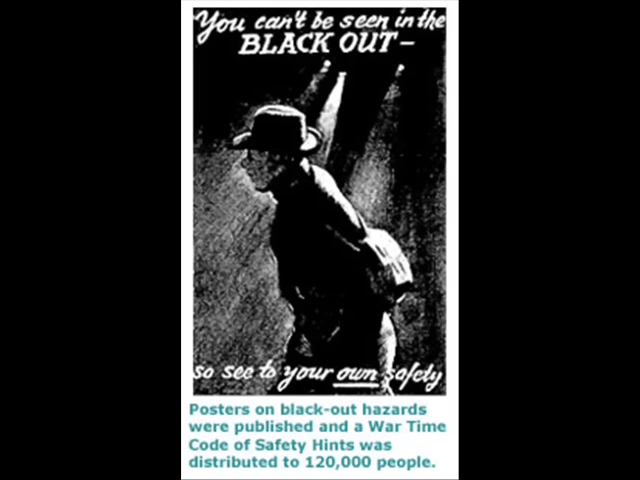 You can't be seen in the
BLACK OUT –
so see to your own safety
Posters on black-out hazards
were published and a War Time
Code of Safety Hints was
distributed to 120,000 people.